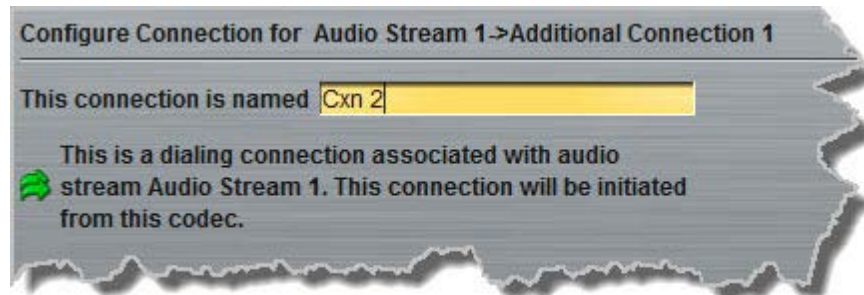 Configure Connection for Audio Stream 1->Additional Connection 1
This connection is named Cxn 2
This is a dialing connection associated with audio
stream Audio Stream 1. This connection will be initiated
from this codec.